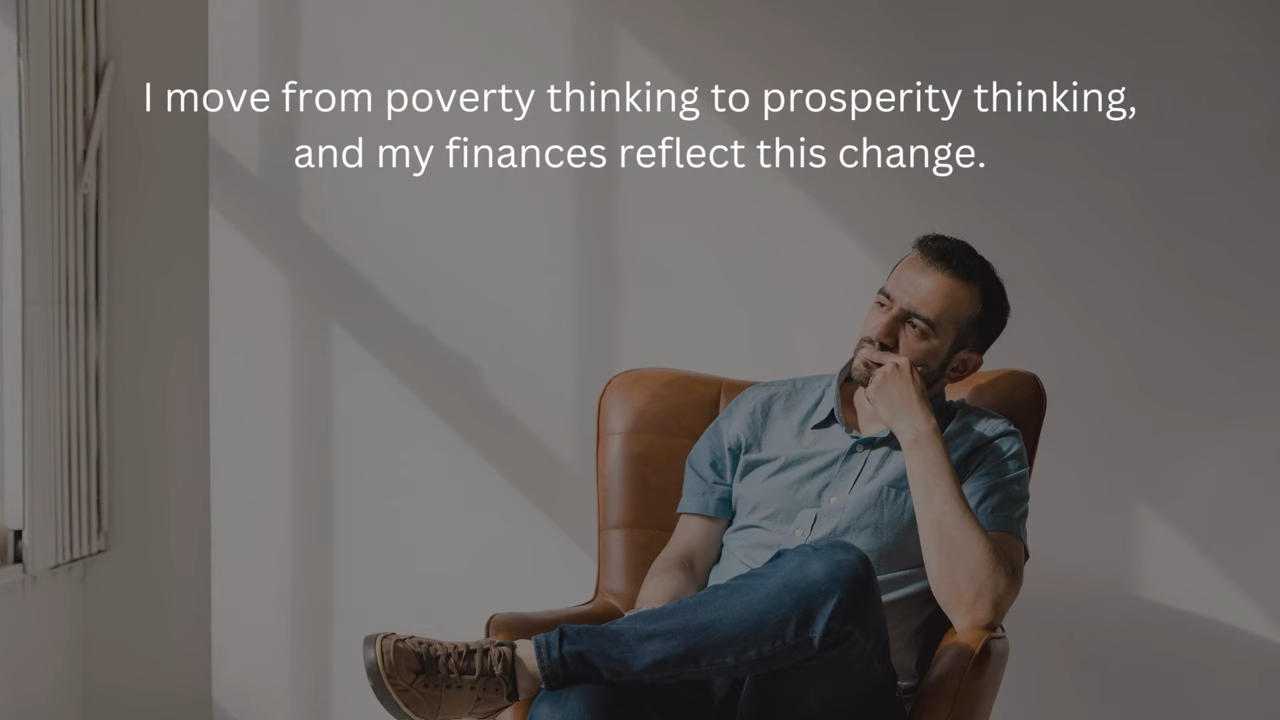 I move from poverty thinking to prosperity thinking,
and my finances reflect this change.